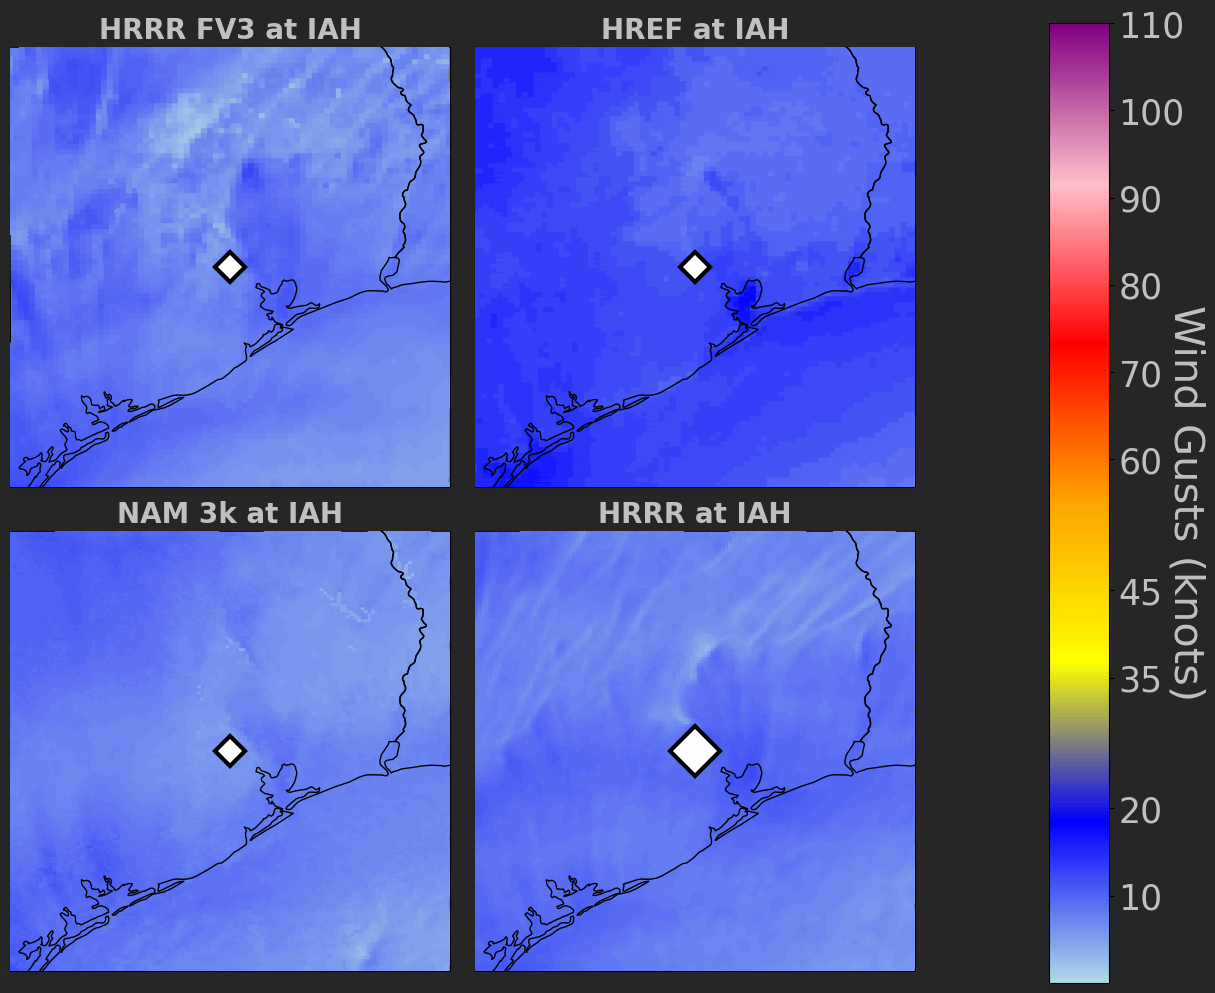 HRRR FV3 at IAH
HREF at IAH
NAM 3k at IAH
HRRR at IAH
110
100
90
80
70
60
45
35
20
10
Wind Gusts (knots)